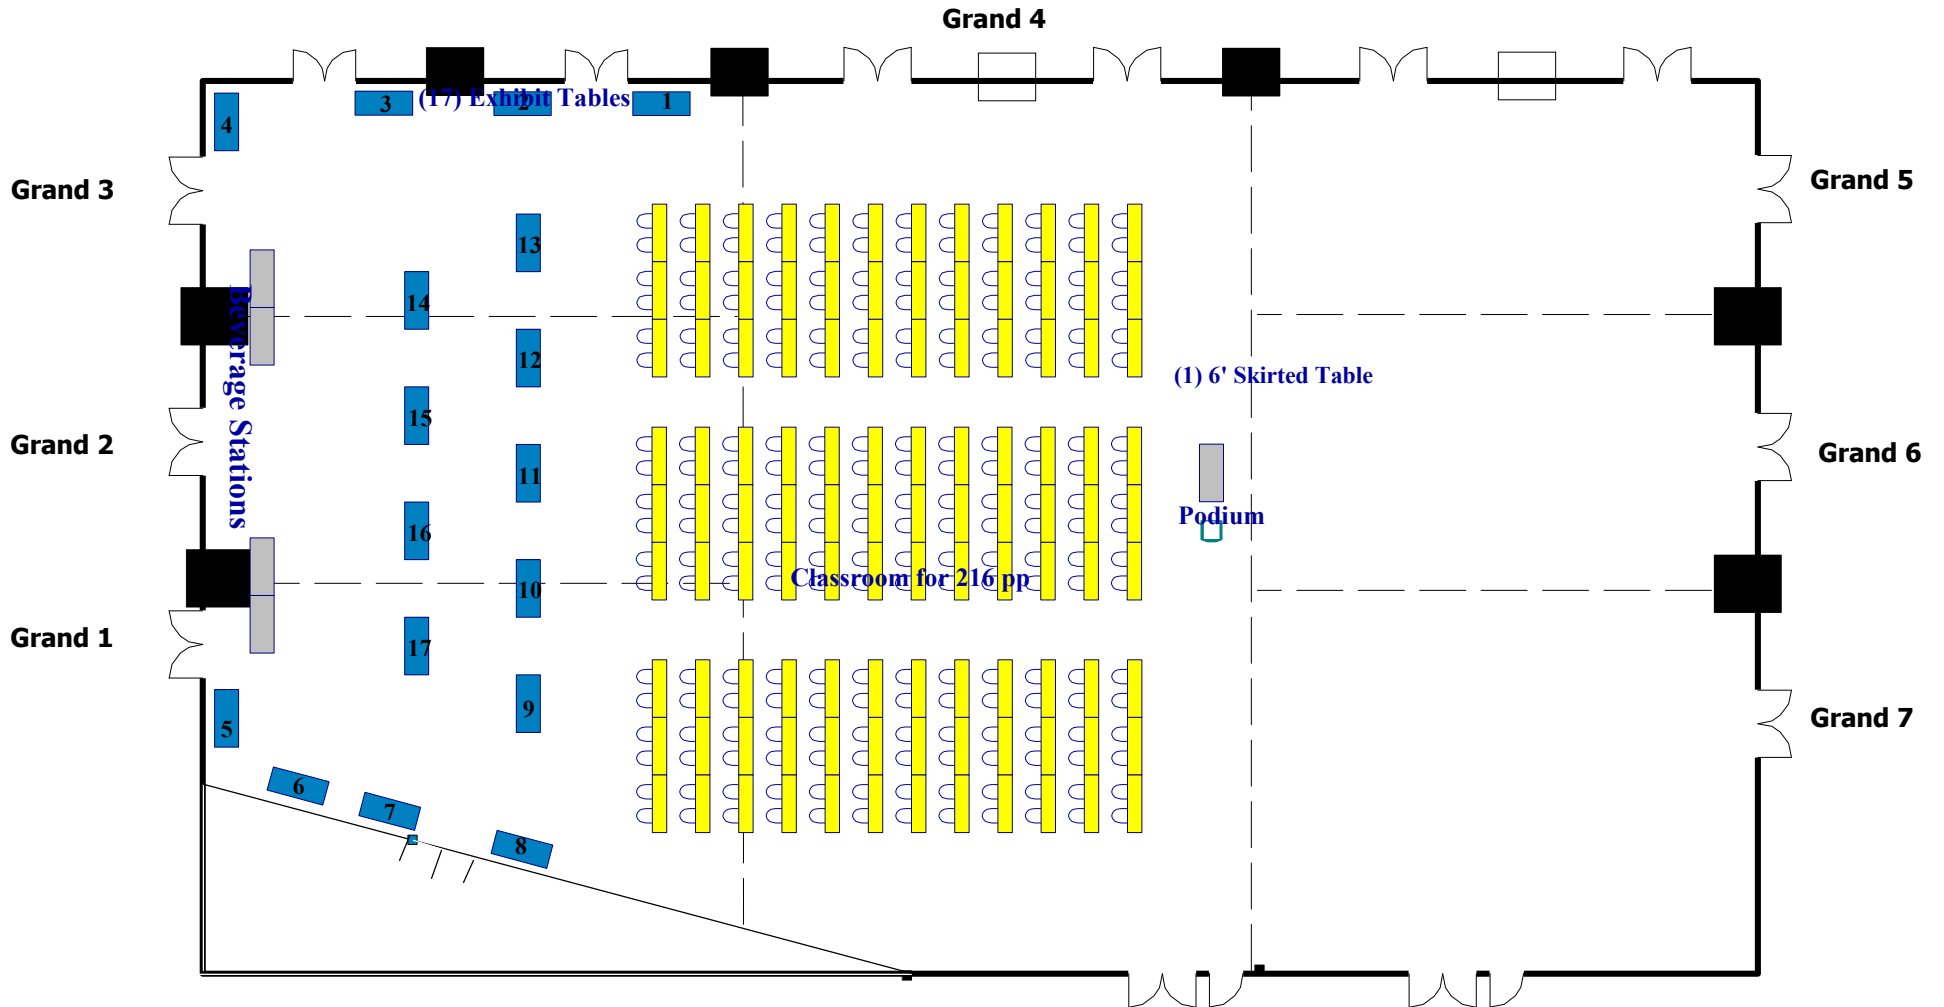 Grand 4
3
(17) Exhibit Tables
2
1
4
Grand 3
Grand 5
13
14
Beverage Stations
12
(1) 6' Skirted Table
15
Grand 2
Grand 6
11
Podium
16
Classroom for 216 pp
10
Grand 1
17
9
Grand 7
5
6
7
8